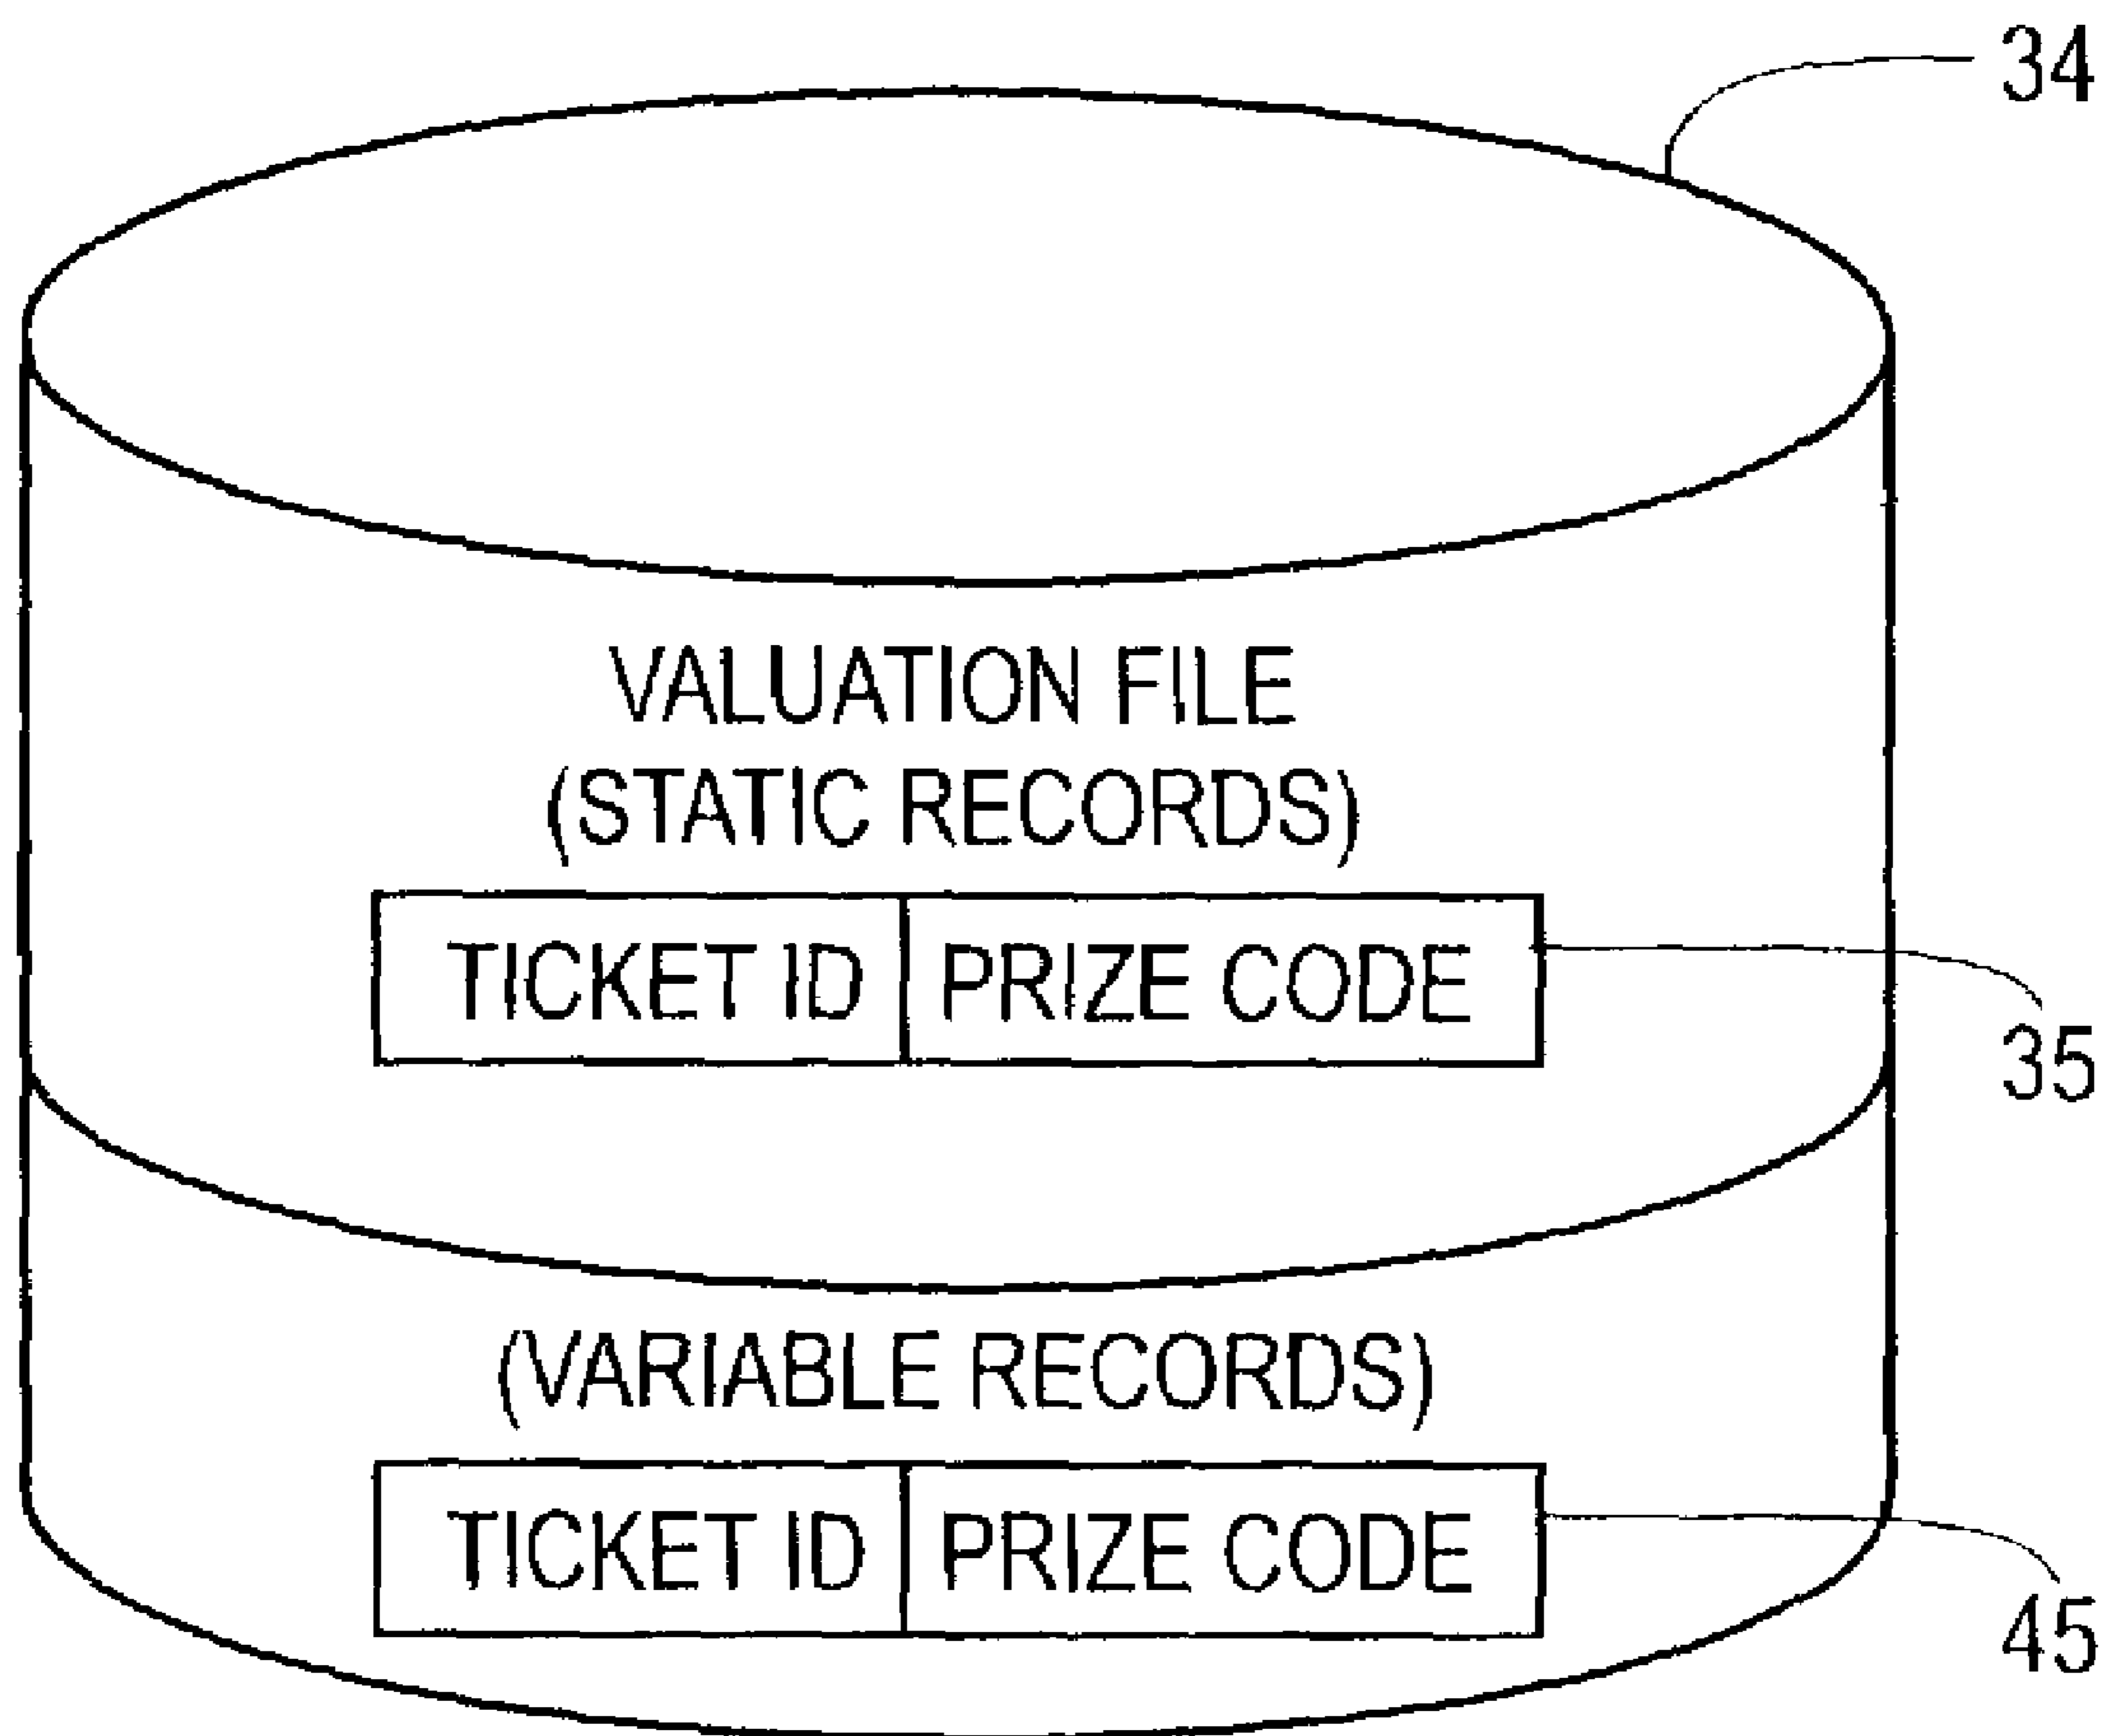 34
VALUATION FILE
(STATIC RECORDS)
TICKET ID PRIZE CODE
35
(VARIABLE RECORDS)
TICKET ID PRIZE CODE
45